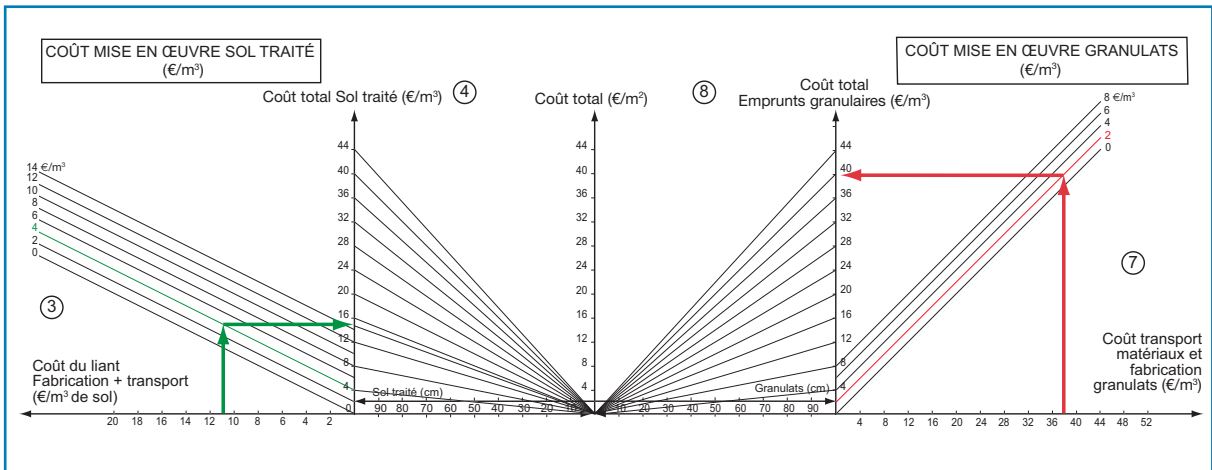 COÛT MISE EN ŒUVRE SOL TRAITÉ
(€/m³)
COÛT MISE EN ŒUVRE GRANULATS
(€/m³)
Coût total Sol traité (€/m³)
4
Coût total (€/m²)
8
Coût total
Emprunts granulaires (€/m³)
14 €/m³
12
10
8
6
4
2
0
3
Coût du liant
Fabrication + transport
(€/m³ de sol)
20 18 16 14 12 10 8 6 4 2
44
40
36
32
28
24
20
16
12
8
4
0
Sol traité (cm)
90 80 70 60 50 40 30 20 10
44
40
36
32
28
24
20
16
12
8
4
0
Granulats (cm)
10 20 30 40 50 60 70 80 90
44
40
36
32
28
24
20
16
12
8
4
8 €/m³
6
4
2
0
7
Coût transport
matériaux et
fabrication
granulats (€/m³)
4 8 12 16 20 24 28 32 36 40 44 48 52